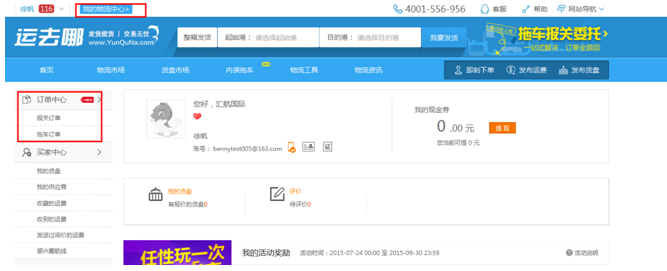 徐帆 116 我的物流中心> 4001-556-956 客服 帮助 网站导航
运去哪 发货报货 | 交易无忧 www.YunQuNa.com 整箱发货 起始港： 请选择起始港 目的港： 请选择目的港 我要发货 拖车报关委托>
一站式解决，订单全跟踪
首页 物流市场 货盘市场 内装拖车 物流工具 物流资讯 即刻下单 发布运费 发布货盘
订单中心
报关订单
拖车订单
买家中心
我的货盘
我的供应商
收藏的运费
收到的运费
发送过询价的运费
感兴趣航线
您好，汇航国际
徐帆
账号： bennytest005@163.com 证
我的现金券
0 .00 元 提现
您当前可提 0 元
我的货盘
有报价的货盘0
评价
待评价0
任性玩一次
我的活动奖励 活动时间：2015-07-24 00:00 至 2015-09-30 23:59 活动说明